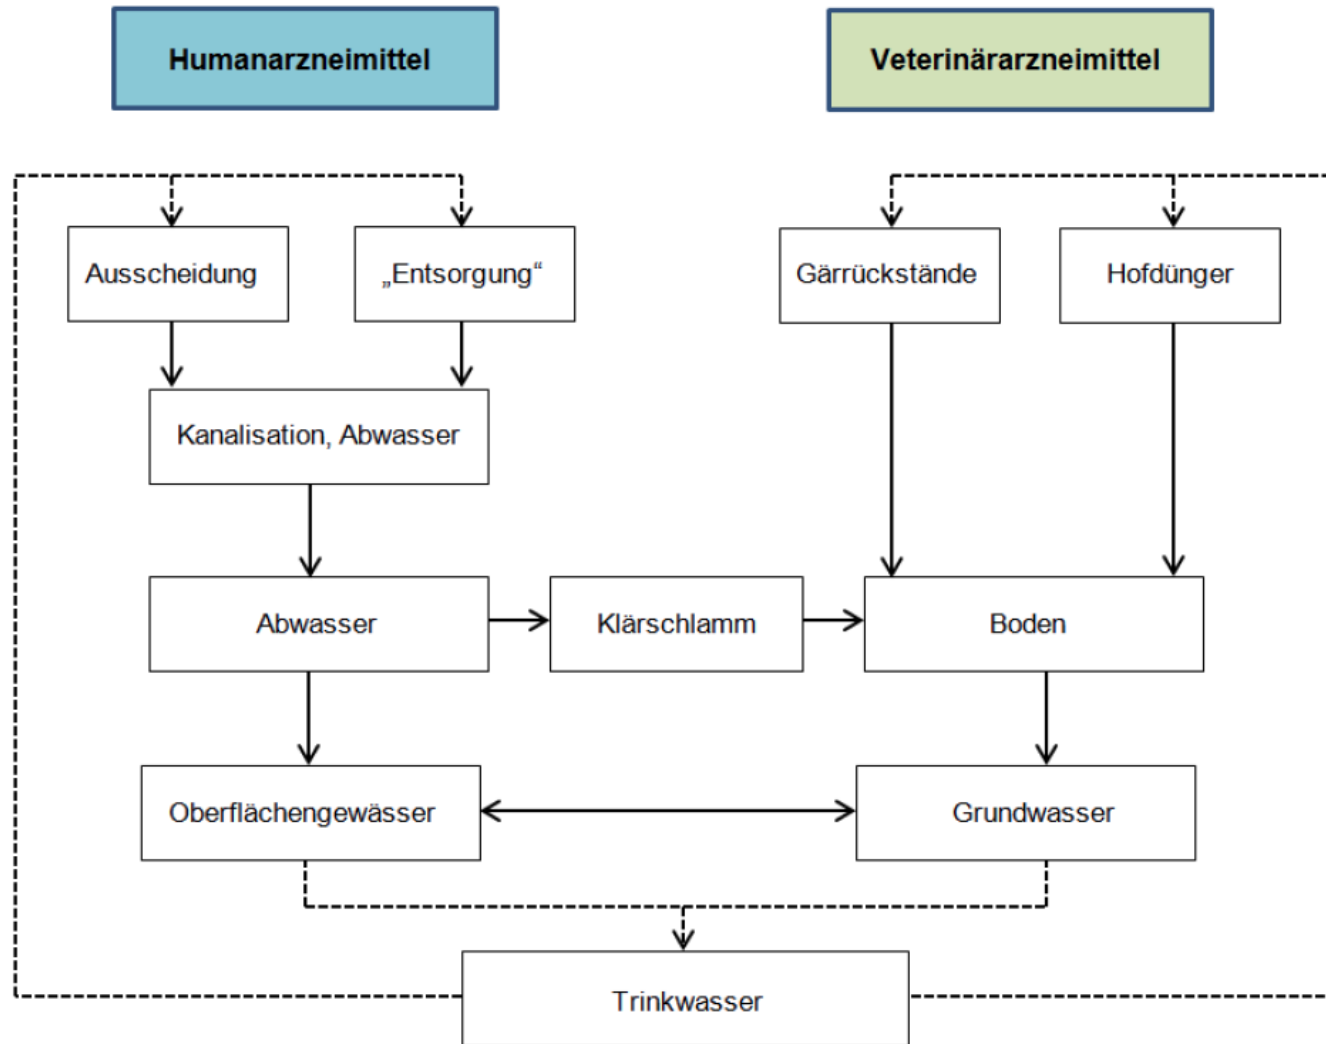 Humanarzneimittel
Veterinärarzneimittel
Ausscheidung
„Entsorgung“
Gärrückstände
Hofdünger
Kanalisation, Abwasser
Abwasser
Klärschlamm
Boden
Oberflächengewässer
Grundwasser
Trinkwasser